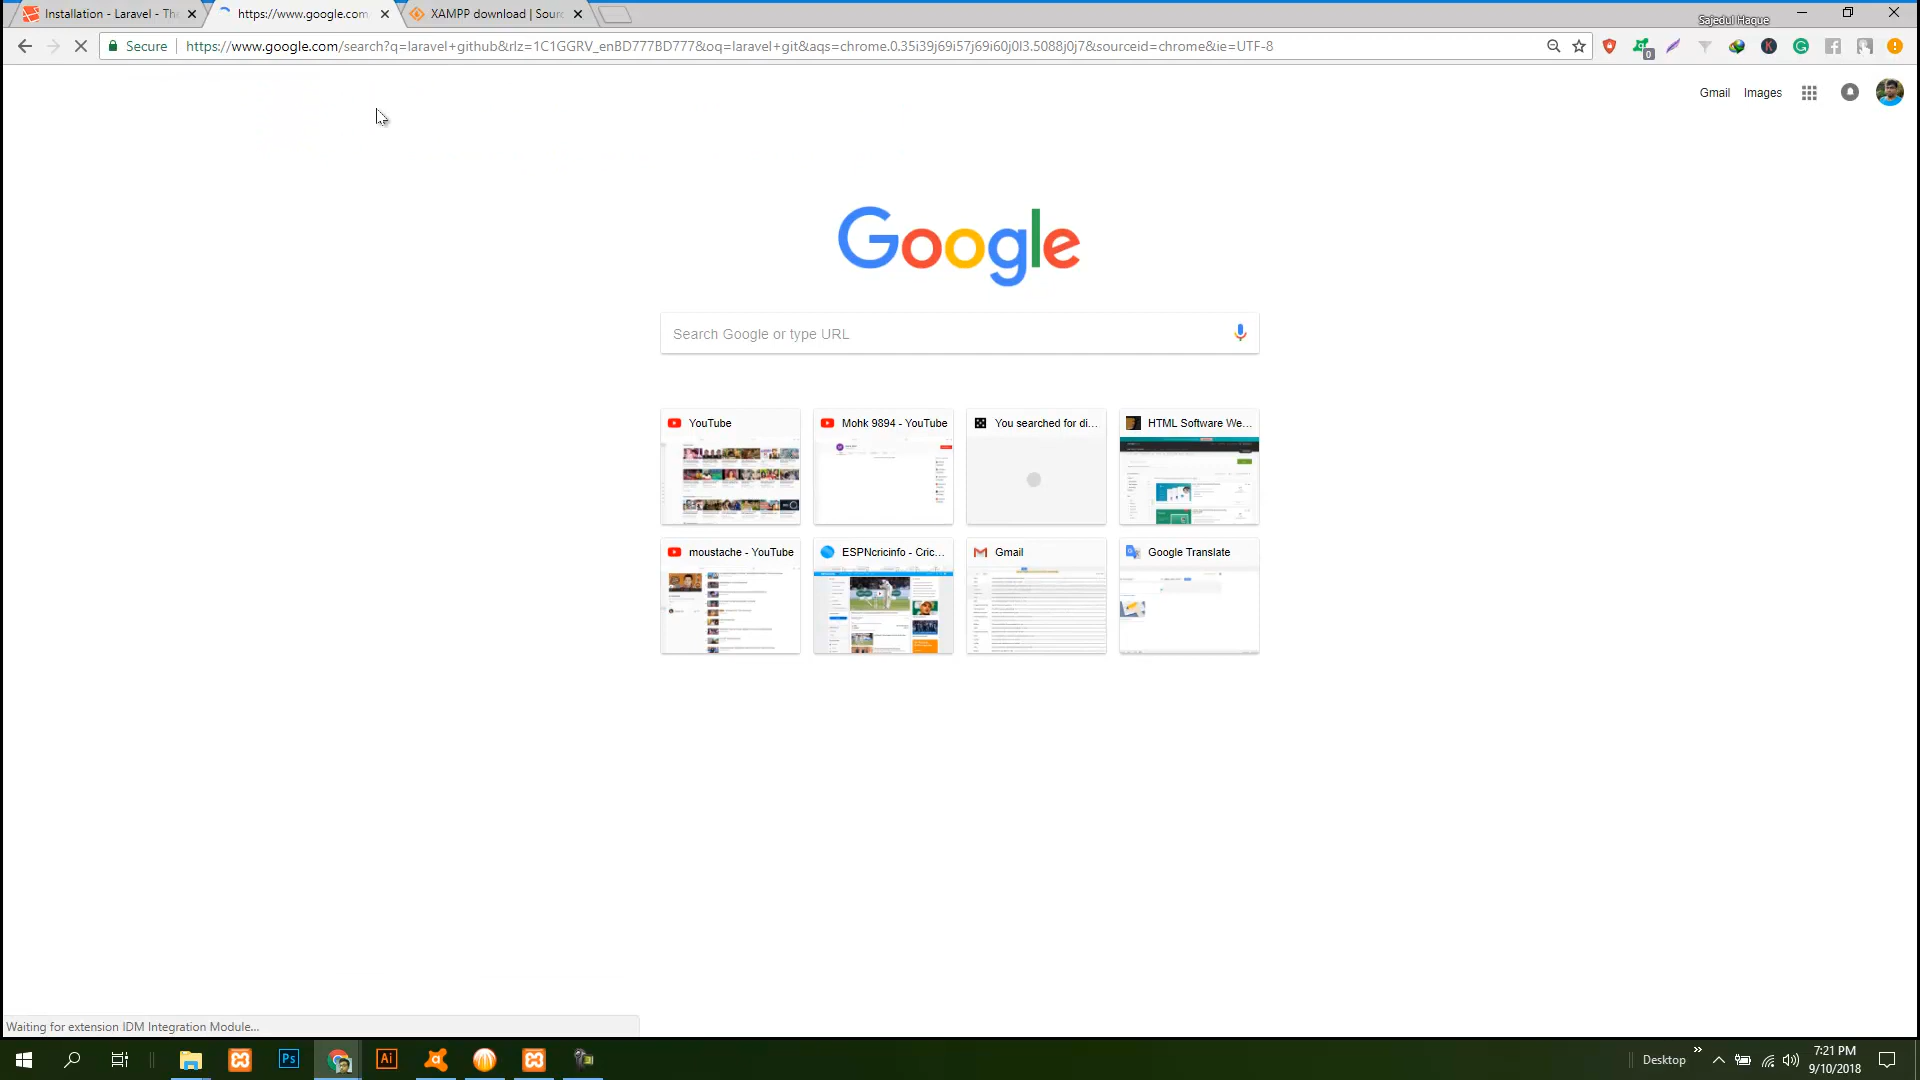 Installation - Laravel - Th
https://www.google.com
XAMPP download | Sour
Sajedul Haque
Secure
https://www.google.com/search?q=laravel+github&rlz=1C1GGRV_enBD777BD777&oq=laravel+git&aqs=chrome.0.35i39j69i57j69i60j0l3.5088j0j7&sourceid=chrome&ie=UTF-8
0
Gmail
Images
Google
Search Google or type URL
YouTube
Mohk 9894 - YouTube
You searched for di...
HTML Software We...
moustache - YouTube
ESPNcricinfo - Cric...
Gmail
Google Translate
Waiting for extension IDM Integration Module...
Ps
Ai
Desktop
7:21 PM
9/10/2018